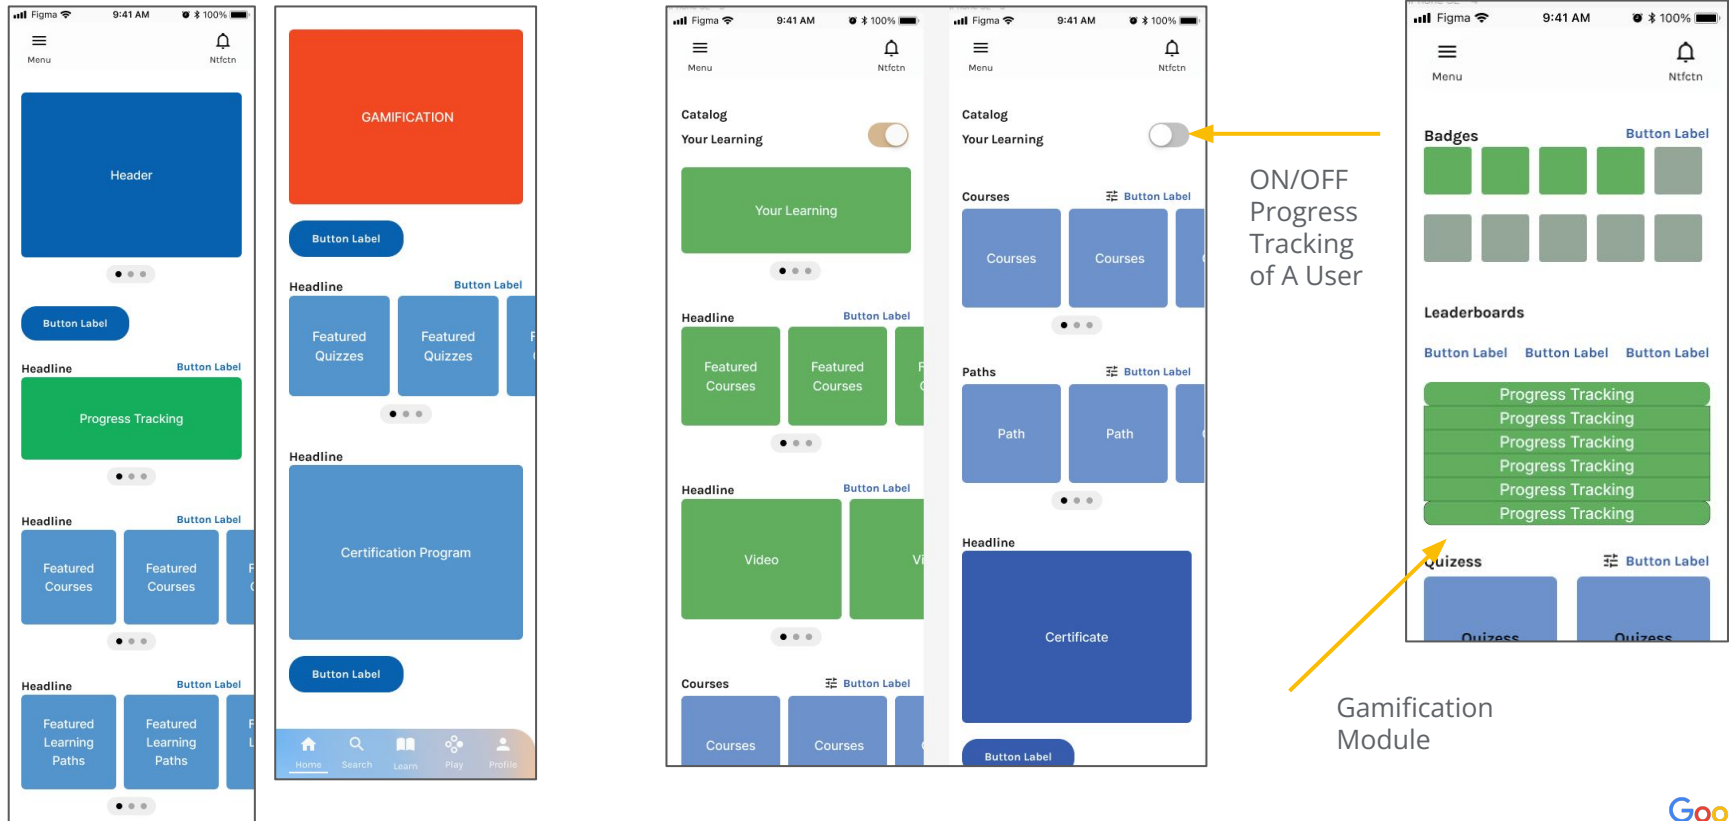 Figma 9:41 AM 100%
Menu Ntfctn
Header
Button Label
Headline Button Label
Progress Tracking
Headline Button Label
Featured Featured
Courses Courses
Headline Button Label
Featured Featured
Learning Learning
Paths Paths
GAMIFICATION
Button Label
Headline Button Label
Featured Featured
Quizzes Quizzes
Headline
Certification Program
Button Label
Home Search Learn Play Profile
Figma 9:41 AM 100%
Menu Ntfctn
Catalog
Your Learning
Your Learning
Headline Button Label
Featured Featured
Courses Courses
Headline Button Label
Video Vi
Courses Button Label
Courses Courses
Figma 9:41 AM 100%
Menu Ntfctn
Catalog
Your Learning
Courses Button Label
Courses Courses
Paths Button Label
Path Path
Headline
Certificate
Button Label
ON/OFF
Progress
Tracking
of A User
Figma 9:41 AM 100%
Menu Ntfctn
Badges Button Label
Leaderboards
Button Label Button Label Button Label
Progress Tracking
Progress Tracking
Progress Tracking
Progress Tracking
Progress Tracking
Progress Tracking
Quizess Button Label
Quizess Quizess
Gamification
Module
Goo